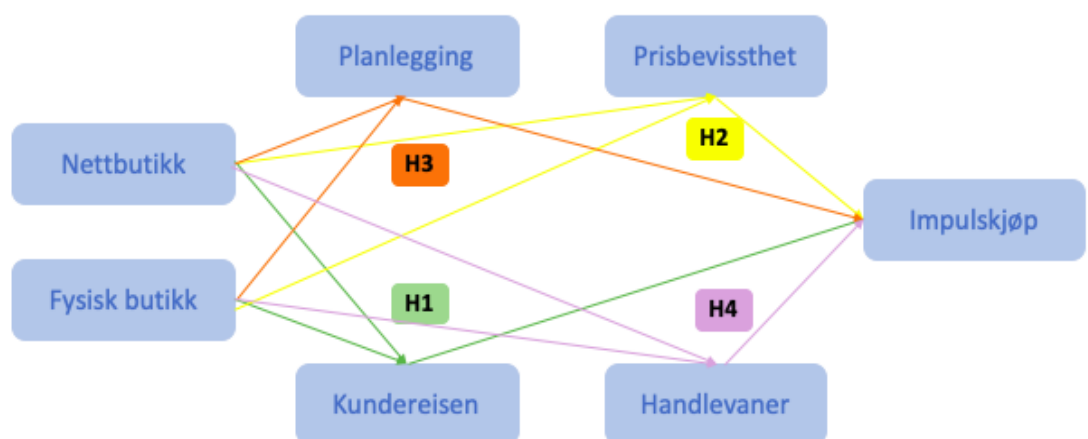 Planlegging
Prisbevissthet
Nettbutikk
H3
H2
Impulskjøp
Fysisk butikk
H1
H4
Kundereisen
Handlevaner